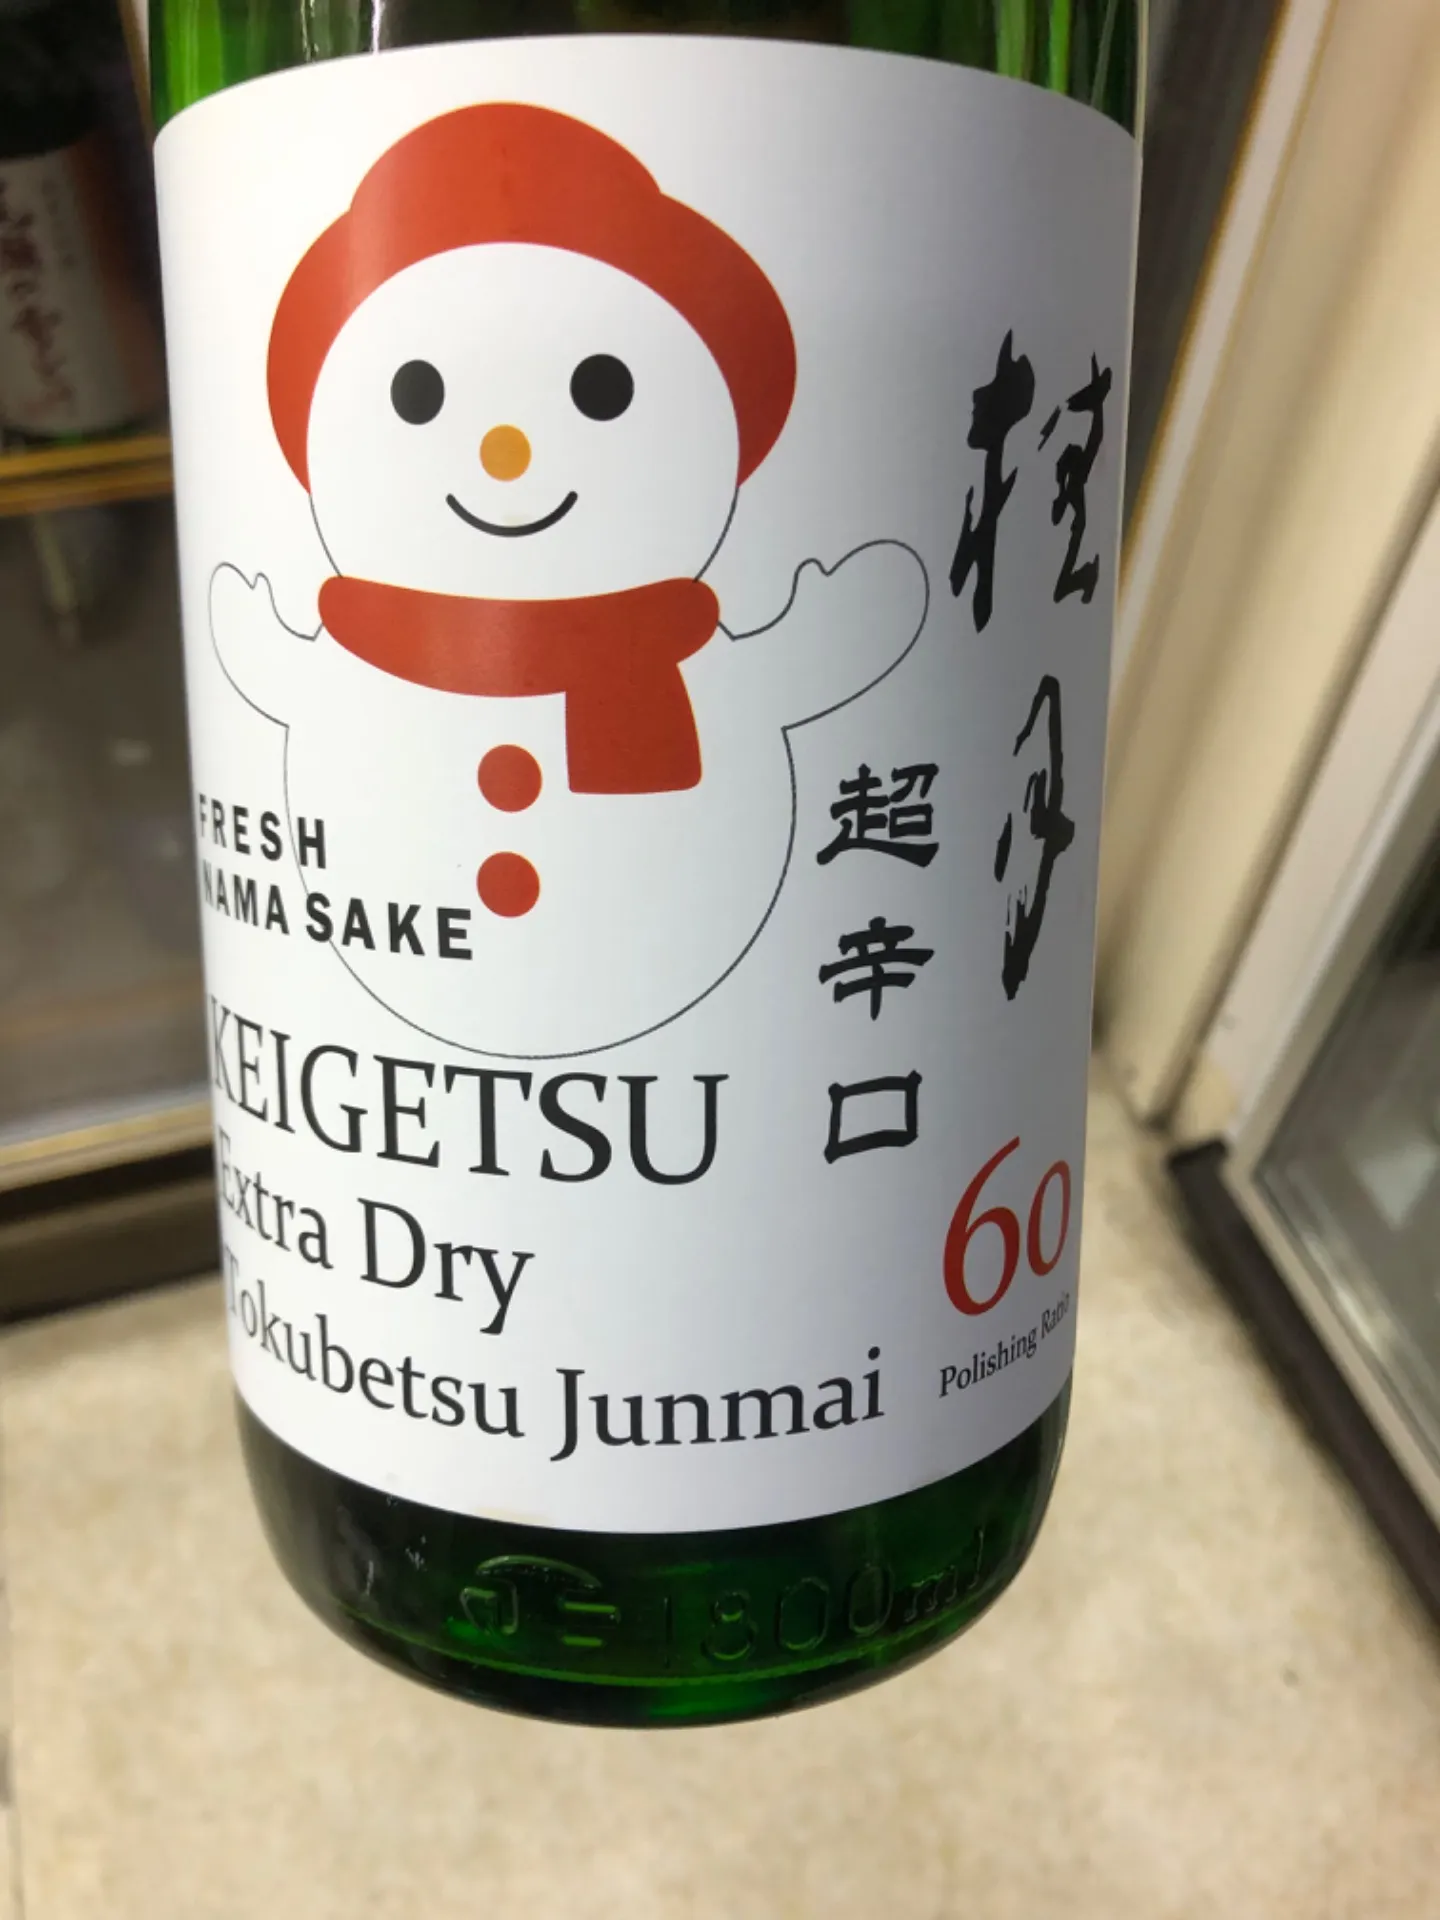 桂月
超辛口
FRESH
NAMA SAKE
KEIGETSU
Extra Dry
Tokubetsu Junmai
60
Polishing Ratio
1800ml